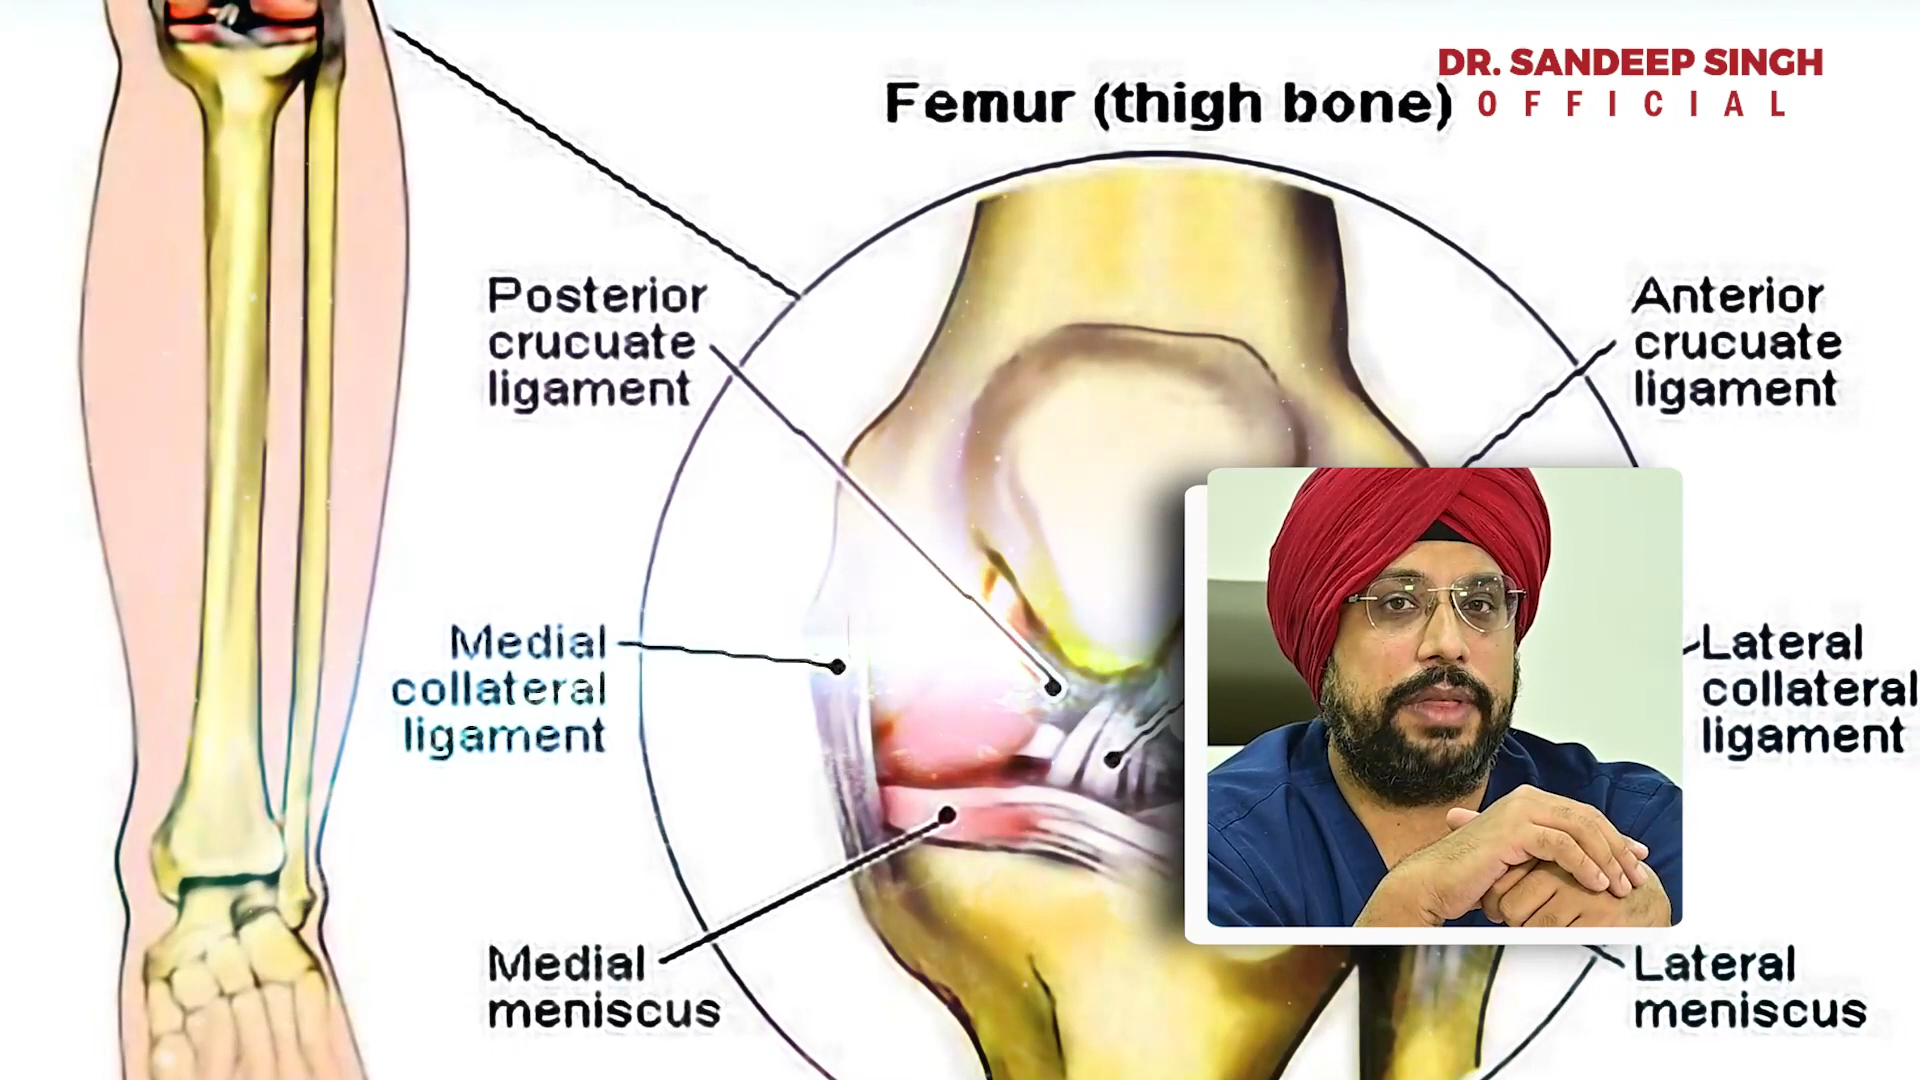 DR. SANDEEP SINGH
OFFICIAL
Femur (thigh bone)
Posterior
crucuate
ligament
Anterior
crucuate
ligament
Medial
collateral
ligament
Lateral
collateral
ligament
Medial
meniscus
Lateral
meniscus